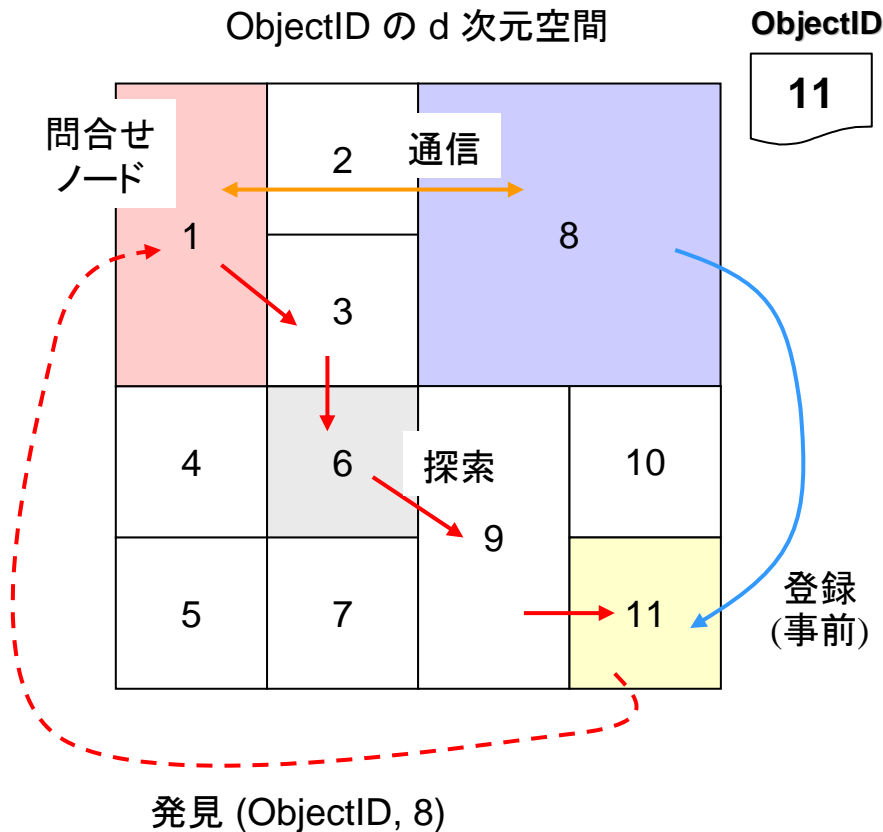 ObjectID の d 次元空間
ObjectID
11
問合せ
ノード
2
通信
1
8
3
4
6
探索
10
9
5
7
11
登録
(事前)
発見 (ObjectID, 8)